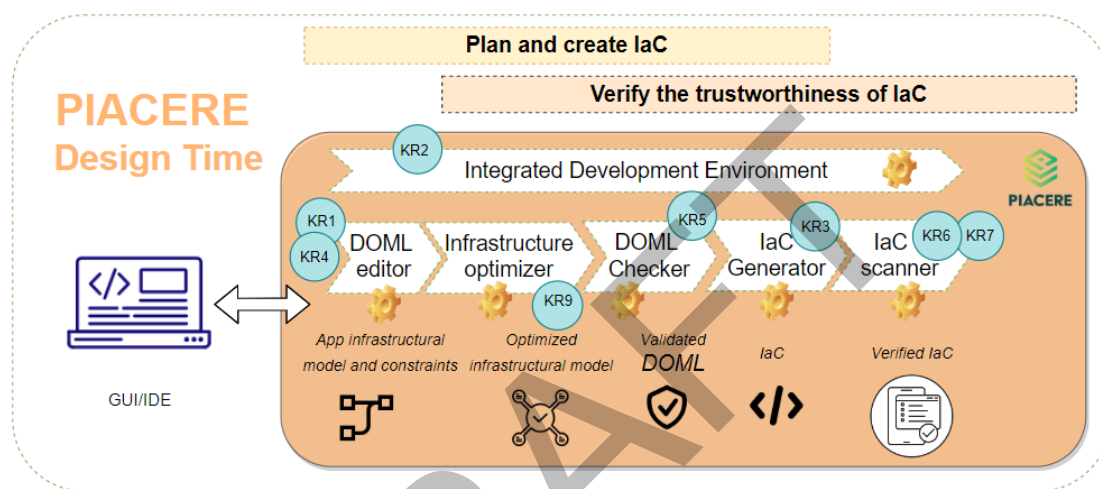 Plan and create IaC
Verify the trustworthiness of IaC
PIACERE
Design Time
KR2
Integrated Development Environment
PIACERE
KR1
KR4
DOML
editor
Infrastructure
optimizer
KR9
DOML
Checker
KR5
IaC
Generator
KR3
IaC
scanner
KR6
KR7
App infrastructural
model and constraints
Optimized
infrastructural model
Validated
DOML
IaC
Verified IaC
GUI/IDE